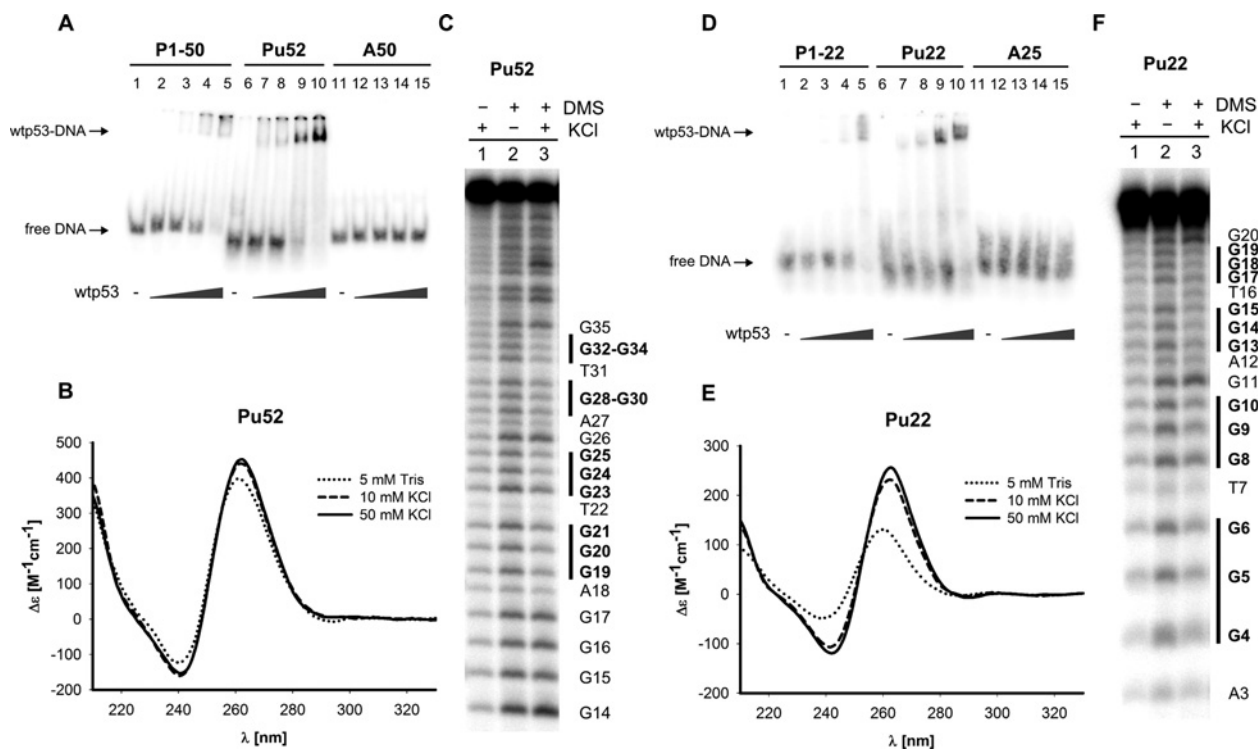 A
P1-50 Pu52 A50
1 2 3 4 5 6 7 8 9 10 11 12 13 14 15
wtp53-DNA
free DNA
wtp53 - - -
B
Pu52
500
400
300
200
100
0
-100
-200
Δε [M⁻¹cm⁻¹]
5 mM Tris
10 mM KCl
50 mM KCl
220 240 260 280 300 320
λ [nm]
C
Pu52
– + + DMS
+ – + KCl
1 2 3
G35
G32-G34
T31
G28-G30
A27
G26
G25
G24
G23
T22
G21
G20
G19
A18
G17
G16
G15
G14
D
P1-22 Pu22 A25
1 2 3 4 5 6 7 8 9 10 11 12 13 14 15
wtp53-DNA
free DNA
wtp53 - - -
E
Pu22
300
200
100
0
-100
-200
Δε [M⁻¹cm⁻¹]
5 mM Tris
10 mM KCl
50 mM KCl
220 240 260 280 300 320
λ [nm]
F
Pu22
– + + DMS
+ – + KCl
1 2 3
G20
G19
G18
G17
T16
G15
G14
G13
A12
G11
G10
G9
G8
T7
G6
G5
G4
A3